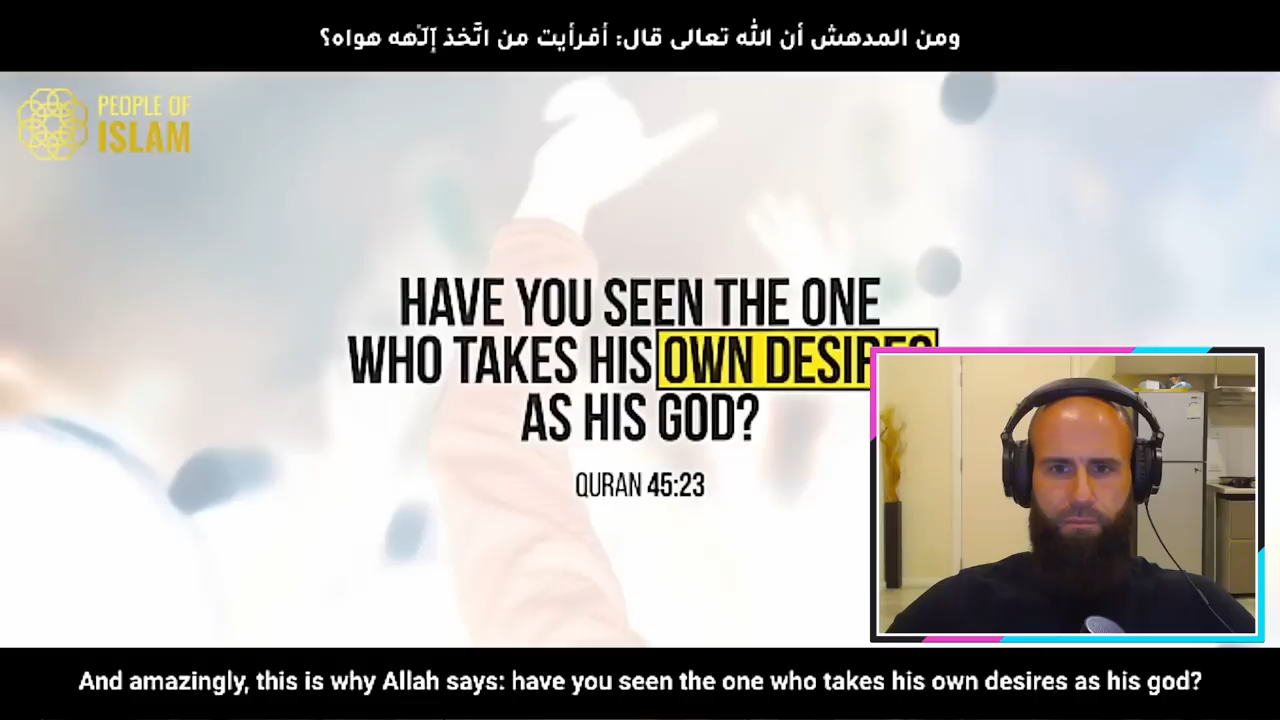 ومن المدهش أن الله تعالى قال: أفرأيت من اتَّخذ إلَهه هواه؟
PEOPLE OF
ISLAM
HAVE YOU SEEN THE ONE
WHO TAKES HIS OWN
AS HIS GOD?
QURAN 45:23
And amazingly, this is why Allah says: have you seen the one who takes his own desires as his god?